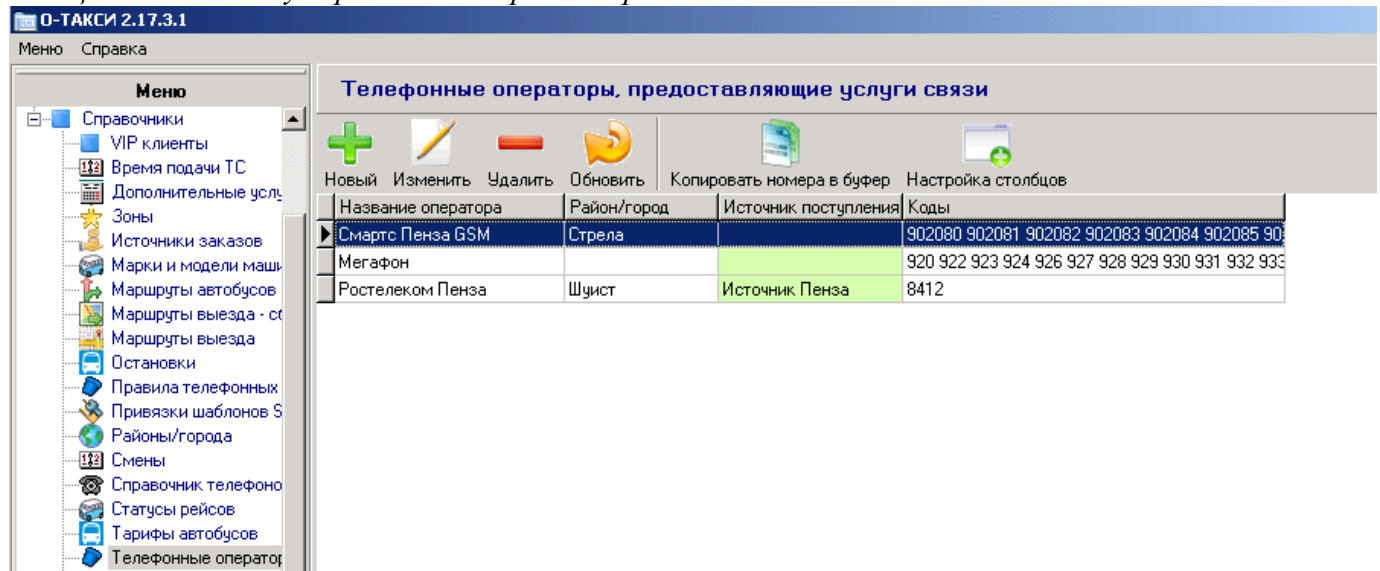 О-ТАКСИ 2.17.3.1
Меню Справка
Меню
Справочники
VIP клиенты
Время подачи ТС
Дополнительные услу
Зоны
Источники заказов
Марки и модели маши
Маршруты автобусов
Маршруты выезда - сб
Маршруты выезда
Остановки
Правила телефонных
Привязки шаблонов S
Районы/города
Смены
Справочник телефоно
Статусы рейсов
Тарифы автобусов
Телефонные оператор
Телефонные операторы, предоставляющие услуги связи
Новый Изменить Удалить Обновить Копировать номера в буфер Настройка столбцов
Название оператора Район/город Источник поступления Коды
Смартс Пенза GSM Стрела 902080 902081 902082 902083 902084 902085 90
Мегафон 920 922 923 924 926 927 928 929 930 931 932 933
Ростелеком Пенза Шуист Источник Пенза 8412